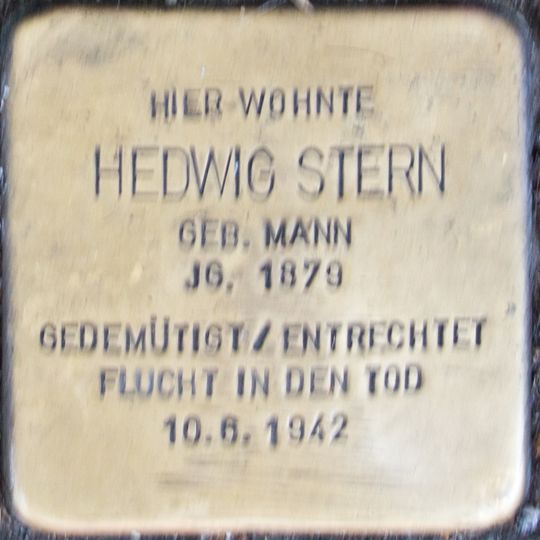 HIER WOHNTE
HEDWIG STERN
GEB. MANN
JG. 1879
GEDEMÜTIGT/ENTRECHTET
FLUCHT IN DEN TOD
10.6.1942